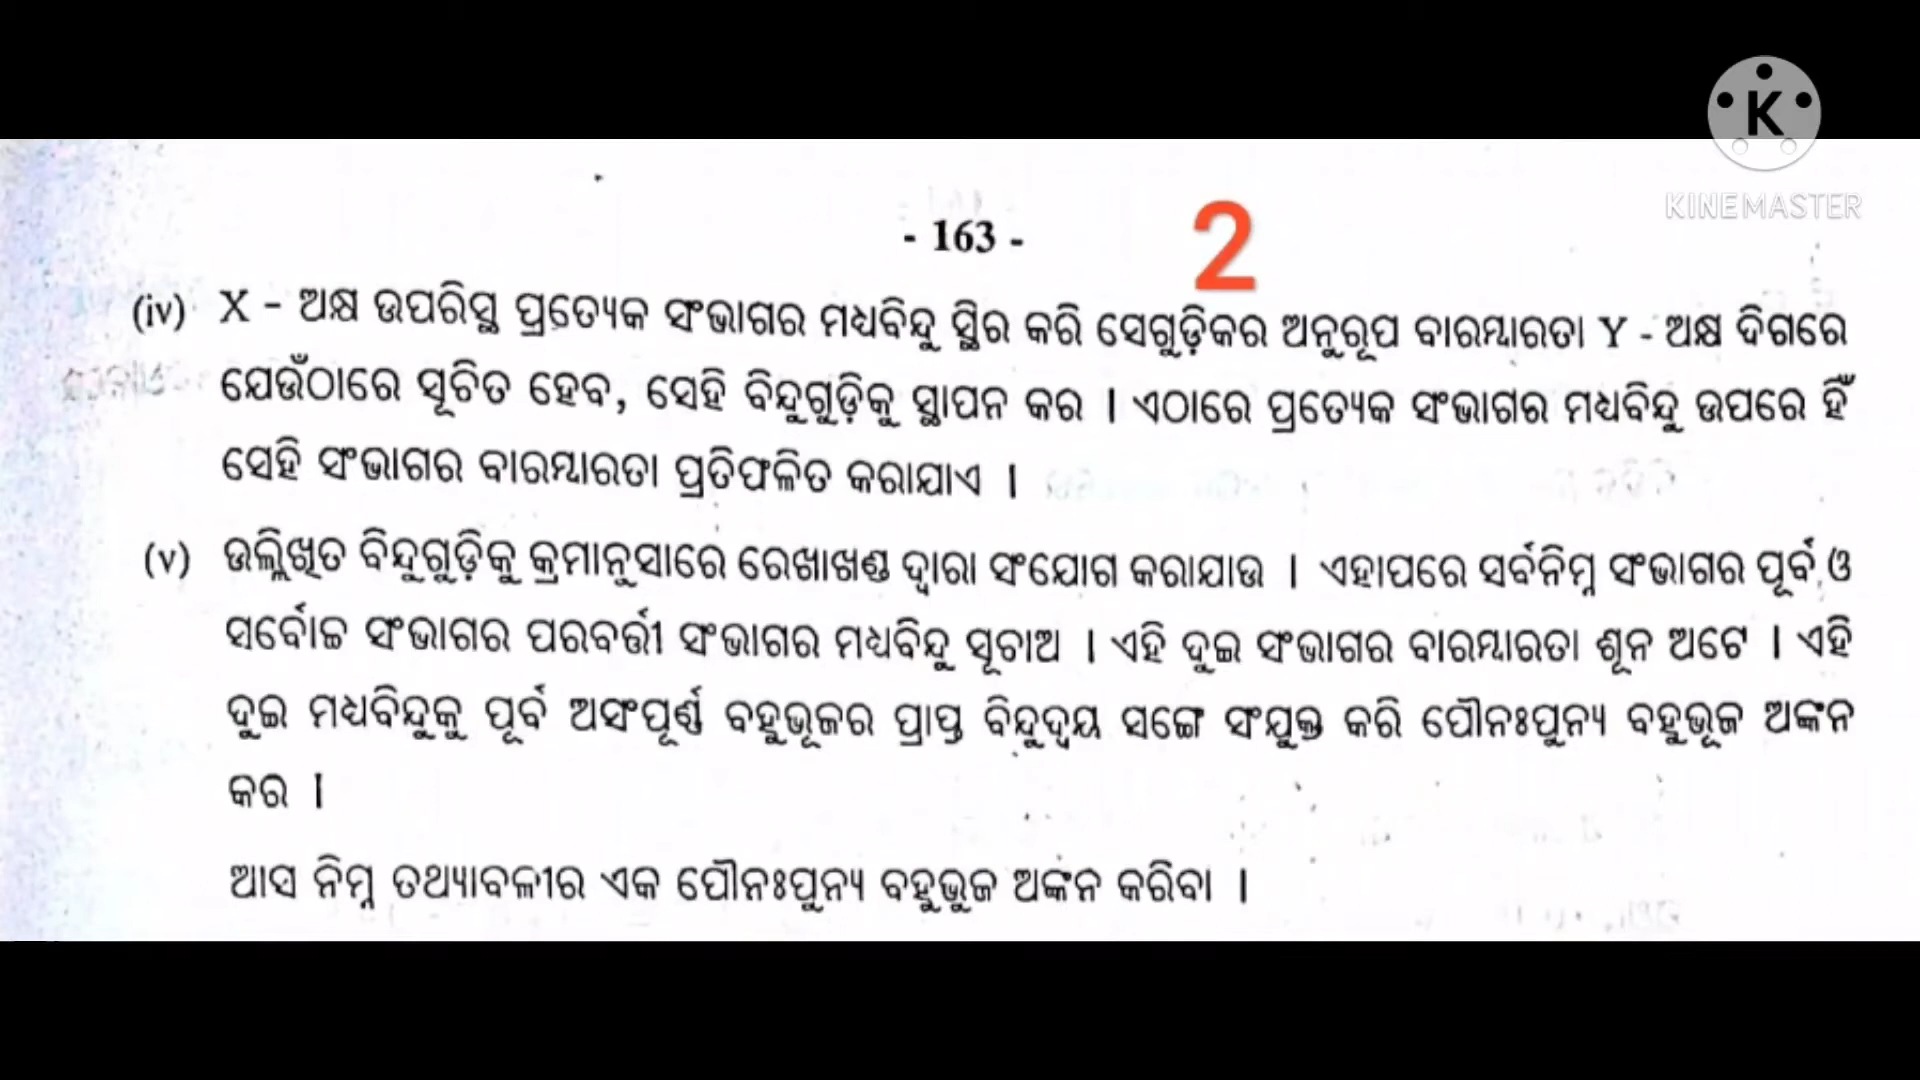 K
KINEMASTER
- 163 -
2
(iv) X - ଅକ୍ଷ ଉପରିସ୍ଥ ପ୍ରତ୍ୟେକ ସଂଭାଗର ମଧ୍ୟବିନ୍ଦୁ ସ୍ଥିର କରି ସେଗୁଡ଼ିକର ଅନୁରୂପ ବାରମ୍ବାରତା Y - ଅକ୍ଷ ଦିଗରେ
ଯେଉଁଠାରେ ସୂଚିତ ହେବ, ସେହି ବିନ୍ଦୁଗୁଡ଼ିକୁ ସ୍ଥାପନ କର । ଏଠାରେ ପ୍ରତ୍ୟେକ ସଂଭାଗର ମଧ୍ୟବିନ୍ଦୁ ଉପରେ ହିଁ
ସେହି ସଂଭାଗର ବାରମ୍ବାରତା ପ୍ରତିଫଳିତ କରାଯାଏ ।
(v) ଉଲ୍ଲିଖିତ ବିନ୍ଦୁଗୁଡ଼ିକୁ କ୍ରମାନୁସାରେ ରେଖାଖଣ୍ଡ ଦ୍ୱାରା ସଂଯୋଗ କରାଯାଉ । ଏହାପରେ ସର୍ବନିମ୍ନ ସଂଭାଗର ପୂର୍ବ ଓ
ସର୍ବୋଚ୍ଚ ସଂଭାଗର ପରବର୍ତ୍ତୀ ସଂଭାଗର ମଧ୍ୟବିନ୍ଦୁ ସୂଚାଅ । ଏହି ଦୁଇ ସଂଭାଗର ବାରମ୍ବାରତା ଶୂନ ଅଟେ । ଏହି
ଦୁଇ ମଧ୍ୟବିନ୍ଦୁକୁ ପୂର୍ବ ଅସଂପୂର୍ଣ୍ଣ ବହୁଭୂଜର ପ୍ରାପ୍ତ ବିନ୍ଦୁଦ୍ୱୟ ସଙ୍ଗେ ସଂଯୁକ୍ତ କରି ପୌନଃପୁନ୍ୟ ବହୁଭୂଜ ଅଙ୍କନ
କର ।
ଆସ ନିମ୍ନ ତଥ୍ୟାବଳୀର ଏକ ପୌନଃପୁନ୍ୟ ବହୁଭୁଜ ଅଙ୍କନ କରିବା ।